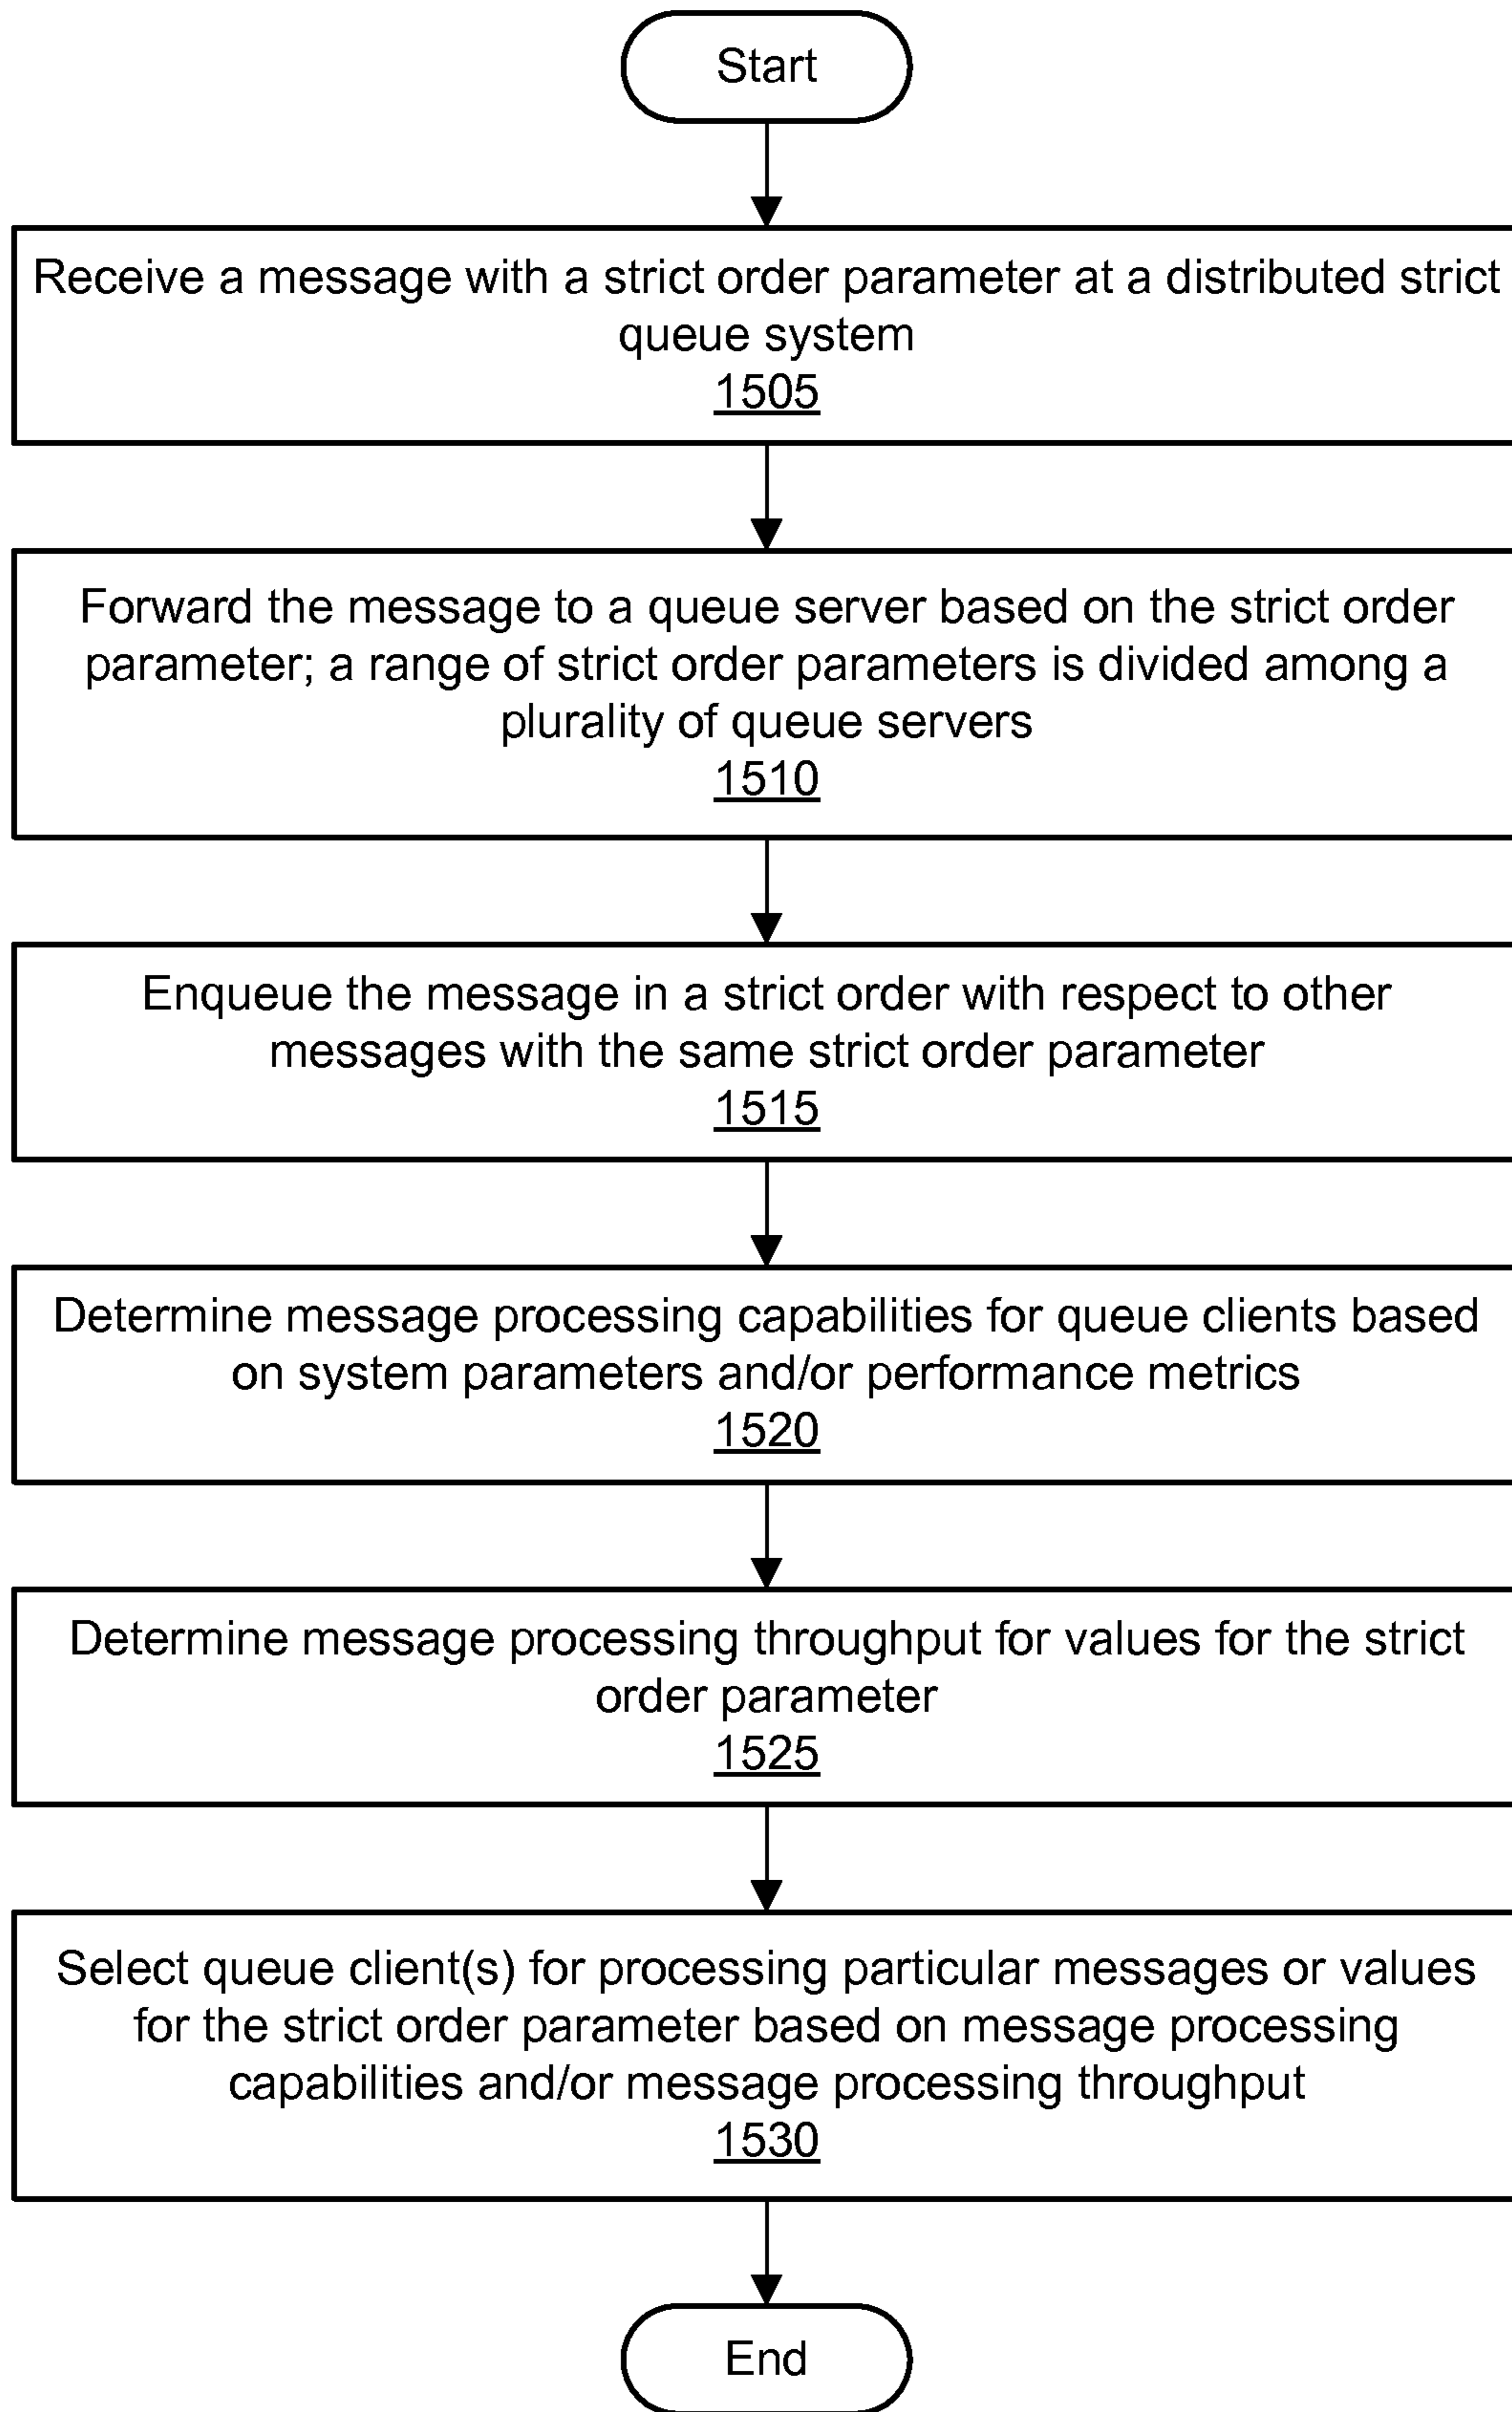 Start
Receive a message with a strict order parameter at a distributed strict
queue system
1505
Forward the message to a queue server based on the strict order
parameter; a range of strict order parameters is divided among a
plurality of queue servers
1510
Enqueue the message in a strict order with respect to other
messages with the same strict order parameter
1515
Determine message processing capabilities for queue clients based
on system parameters and/or performance metrics
1520
Determine message processing throughput for values for the strict
order parameter
1525
Select queue client(s) for processing particular messages or values
for the strict order parameter based on message processing
capabilities and/or message processing throughput
1530
End